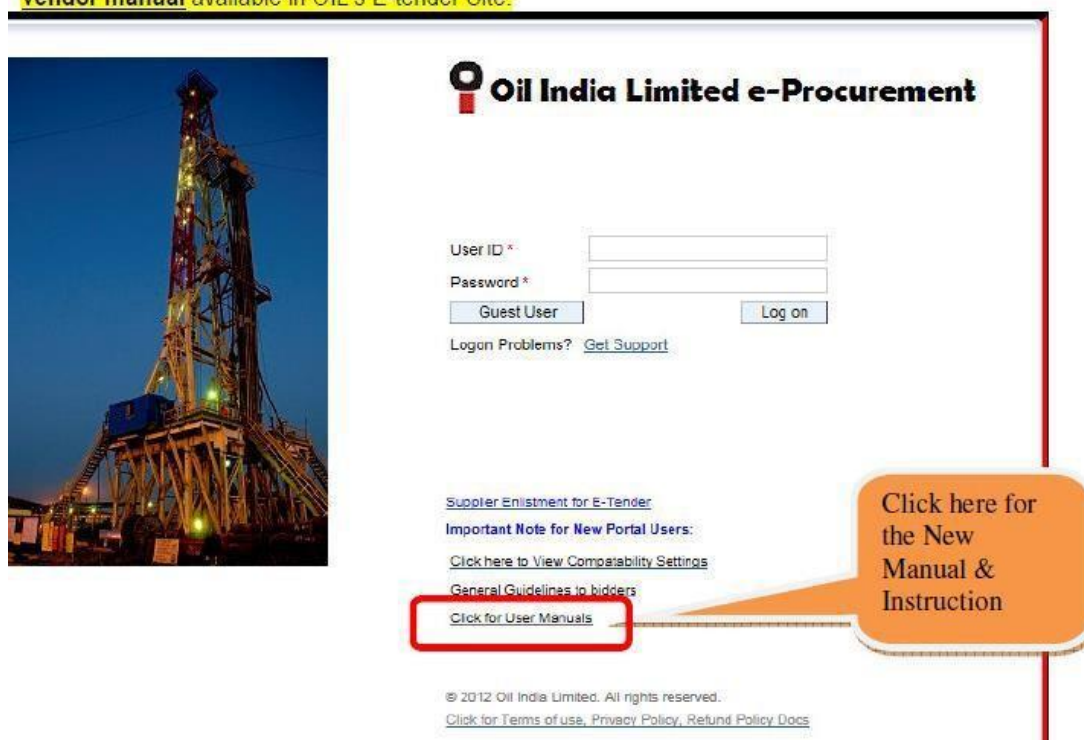 vendor manual available in OIL's E-tender Site.
Oil India Limited e-Procurement
User ID *
Password *
Guest User Log on
Logon Problems? Get Support
Supplier Enlistment for E-Tender
Important Note for New Portal Users:
Click here to View Compatability Settings
General Guidelines to bidders
Click for User Manuals
Click here for
the New
Manual &
Instruction
© 2012 Oil India Limited. All rights reserved.
Click for Terms of use, Privacy Policy, Refund Policy Docs